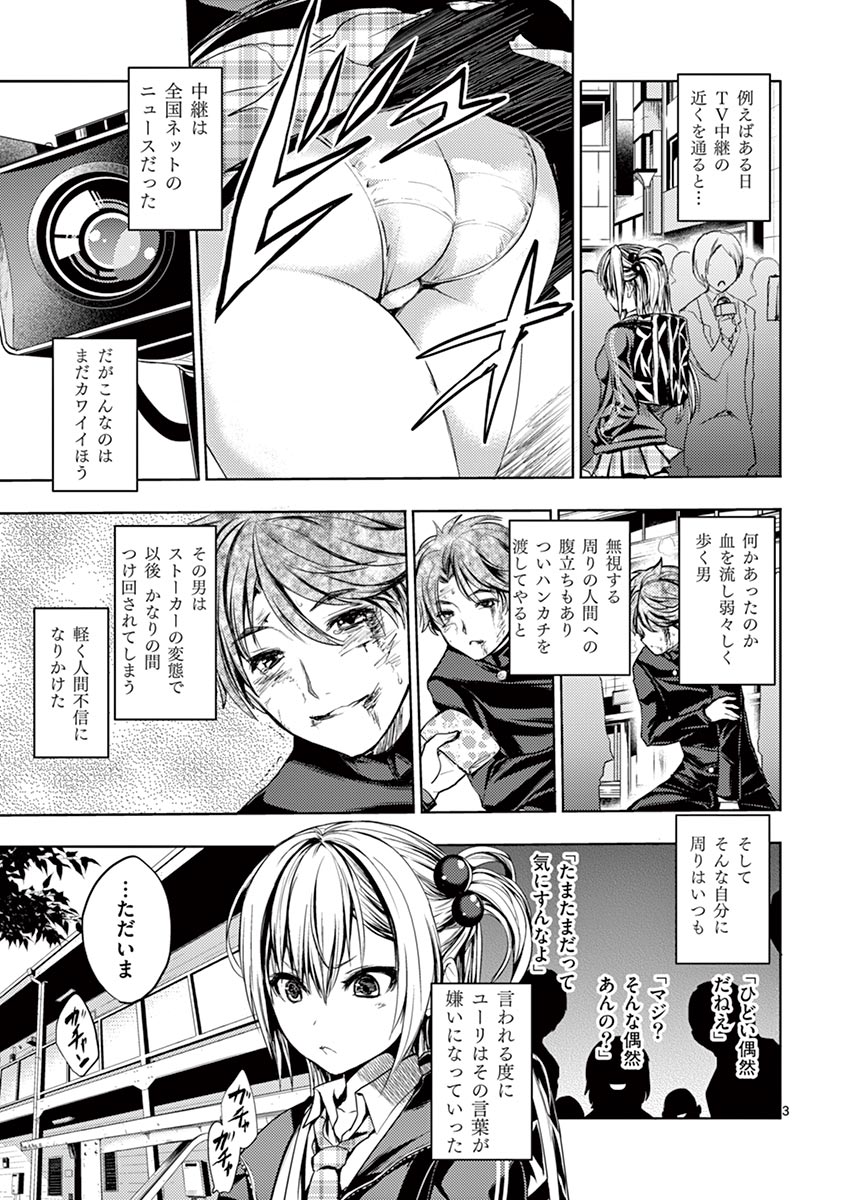 例えばある日
TV中継の
近くを通ると…
中継は
全国ネットの
ニュースだった
だがこんなのは
まだカワイイほう
何かあったのか
血を流し弱々しく
歩く男
無視する
周りの人間への
腹立ちもあり
ついハンカチを
渡してやると
その男は
ストーカーの変態で
以後 かなりの間
つけ回されてしまう
軽く人間不信に
なりかけた
そして
そんな自分に
周りはいつも
「ひどい偶然
だねえ」
「マジ？
そんな偶然
あんの？」
「たまたまだって
気にすんなよ」
言われる度に
ユーリはその言葉が
嫌いになっていった
…ただいま
ガチャン
ガチャ
ガチャ
3